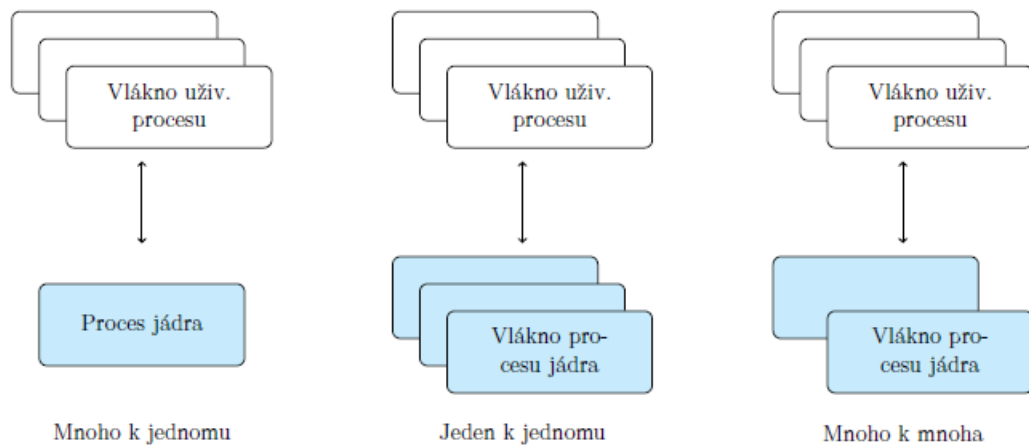 Vlákno uživ.
procesu
Vlákno uživ.
procesu
Vlákno uživ.
procesu
Proces jádra
Vlákno pro-
cesu jádra
Vlákno pro-
cesu jádra
Mnoho k jednomu
Jeden k jednomu
Mnoho k mnoha